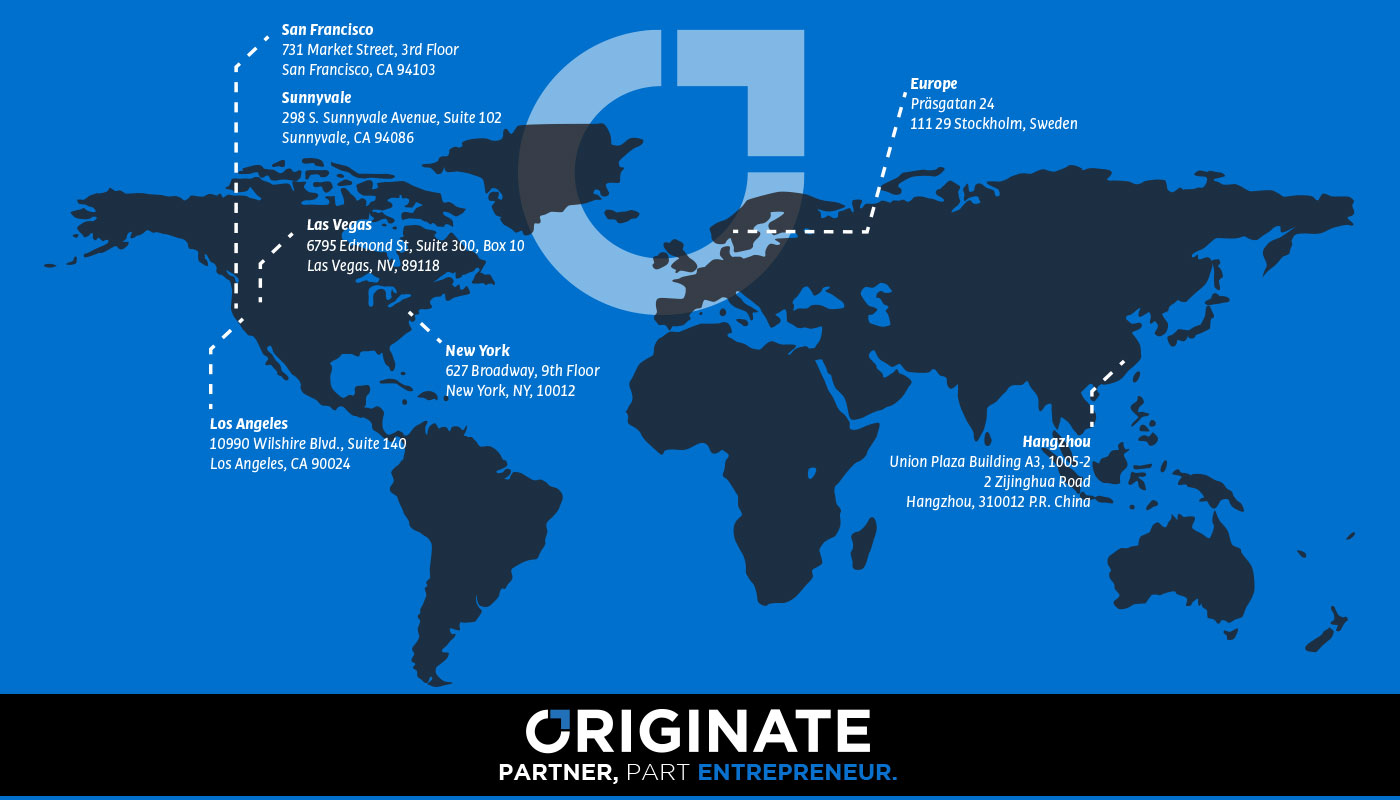 San Francisco
731 Market Street, 3rd Floor
San Francisco, CA 94103
Sunnyvale
298 S. Sunnyvale Avenue, Suite 102
Sunnyvale, CA 94086
Europe
Präsgatan 24
111 29 Stockholm, Sweden
Las Vegas
6795 Edmond St, Suite 300, Box 10
Las Vegas, NV, 89118
New York
627 Broadway, 9th Floor
New York, NY, 10012
Los Angeles
10990 Wilshire Blvd., Suite 140
Los Angeles, CA 90024
Hangzhou
Union Plaza Building A3, 1005-2
2 Zijinghua Road
Hangzhou, 310012 P.R. China
ORIGINATE
PARTNER, PART ENTREPRENEUR.